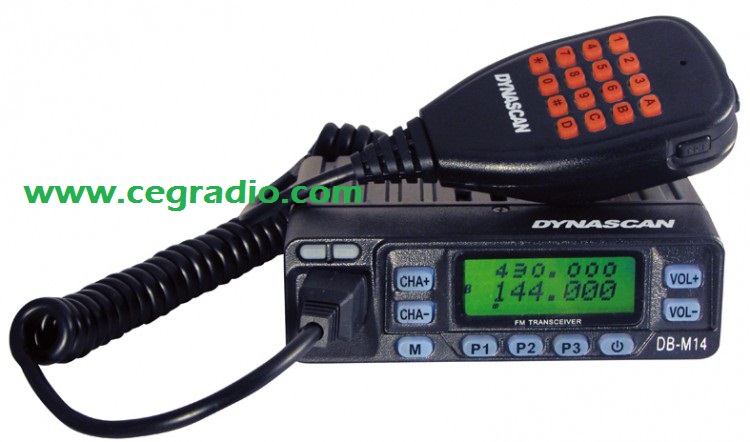 1 2 3 A
4 5 6 B
7 8 9 C
* 0 # D
DYNASCAN
www.cegradio.com
DYNASCAN
CHA+
430.000
VOL+
B 144.000
CHA-
VOL-
FM TRANSCEIVER
M P1 P2 P3 DB-M14